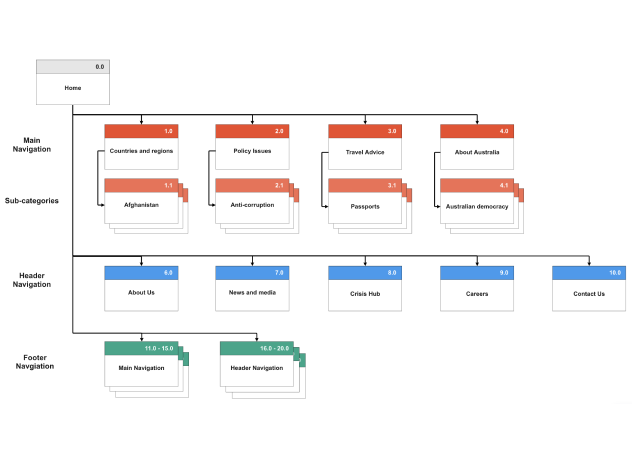 0.0
Home
Main
Navigation
1.0
Countries and regions
2.0
Policy Issues
3.0
Travel Advice
4.0
About Australia
Sub-categories
1.1
Afghanistan
2.1
Anti-corruption
3.1
Passports
4.1
Australian democracy
Header
Navigation
6.0
About Us
7.0
News and media
8.0
Crisis Hub
9.0
Careers
10.0
Contact Us
Footer
Navgiation
11.0 - 15.0
Main Navigation
16.0 - 20.0
Header Navigation